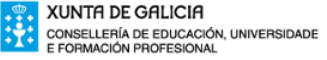 XUNTA DE GALICIA
CONSELLERÍA DE EDUCACIÓN, UNIVERSIDADE
E FORMACIÓN PROFESIONAL